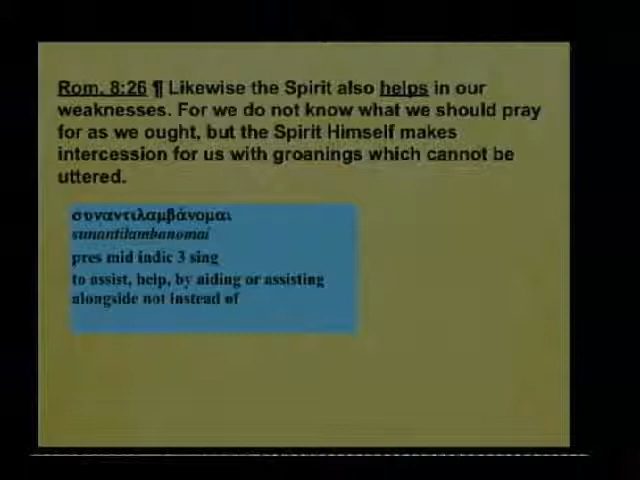 Rom. 8:26 ¶ Likewise the Spirit also helps in our
weaknesses. For we do not know what we should pray
for as we ought, but the Spirit Himself makes
intercession for us with groanings which cannot be
uttered.
συναντιλαμβάνομαι
sunantilambanomai
pres mid indic 3 sing
to assist, help, by aiding or assisting
alongside not instead of